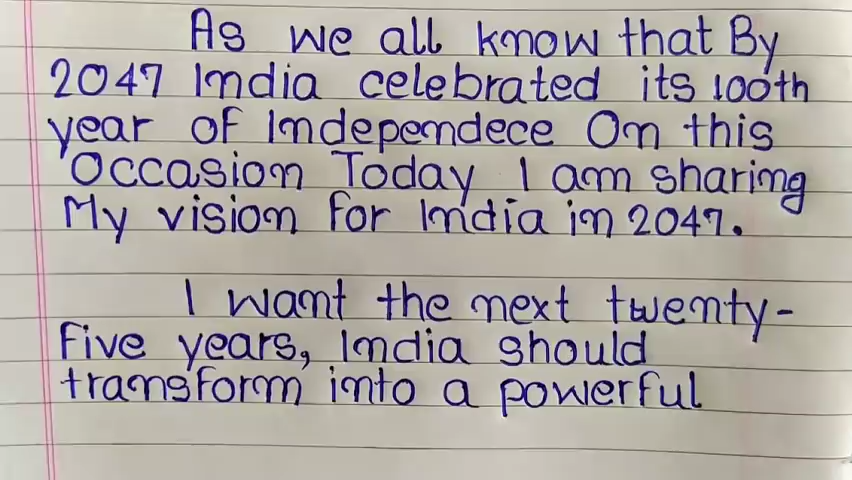 As we all know that By
2047 India celebrated its 100th
year of Independece On this
Occasion Today I am sharing
My vision for India in 2047.
I want the next twenty-
five years, India should
transform into a powerful